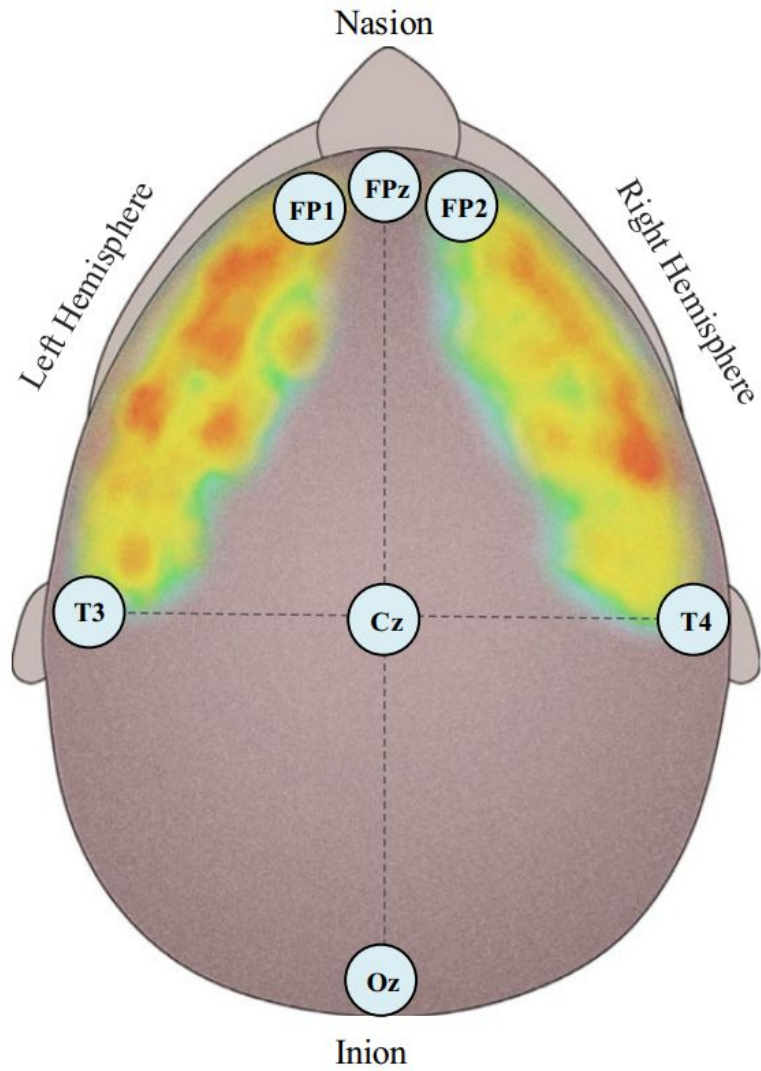 Nasion
FPz
FP1
FP2
Left Hemisphere
Right Hemisphere
T3
Cz
T4
Oz
Inion